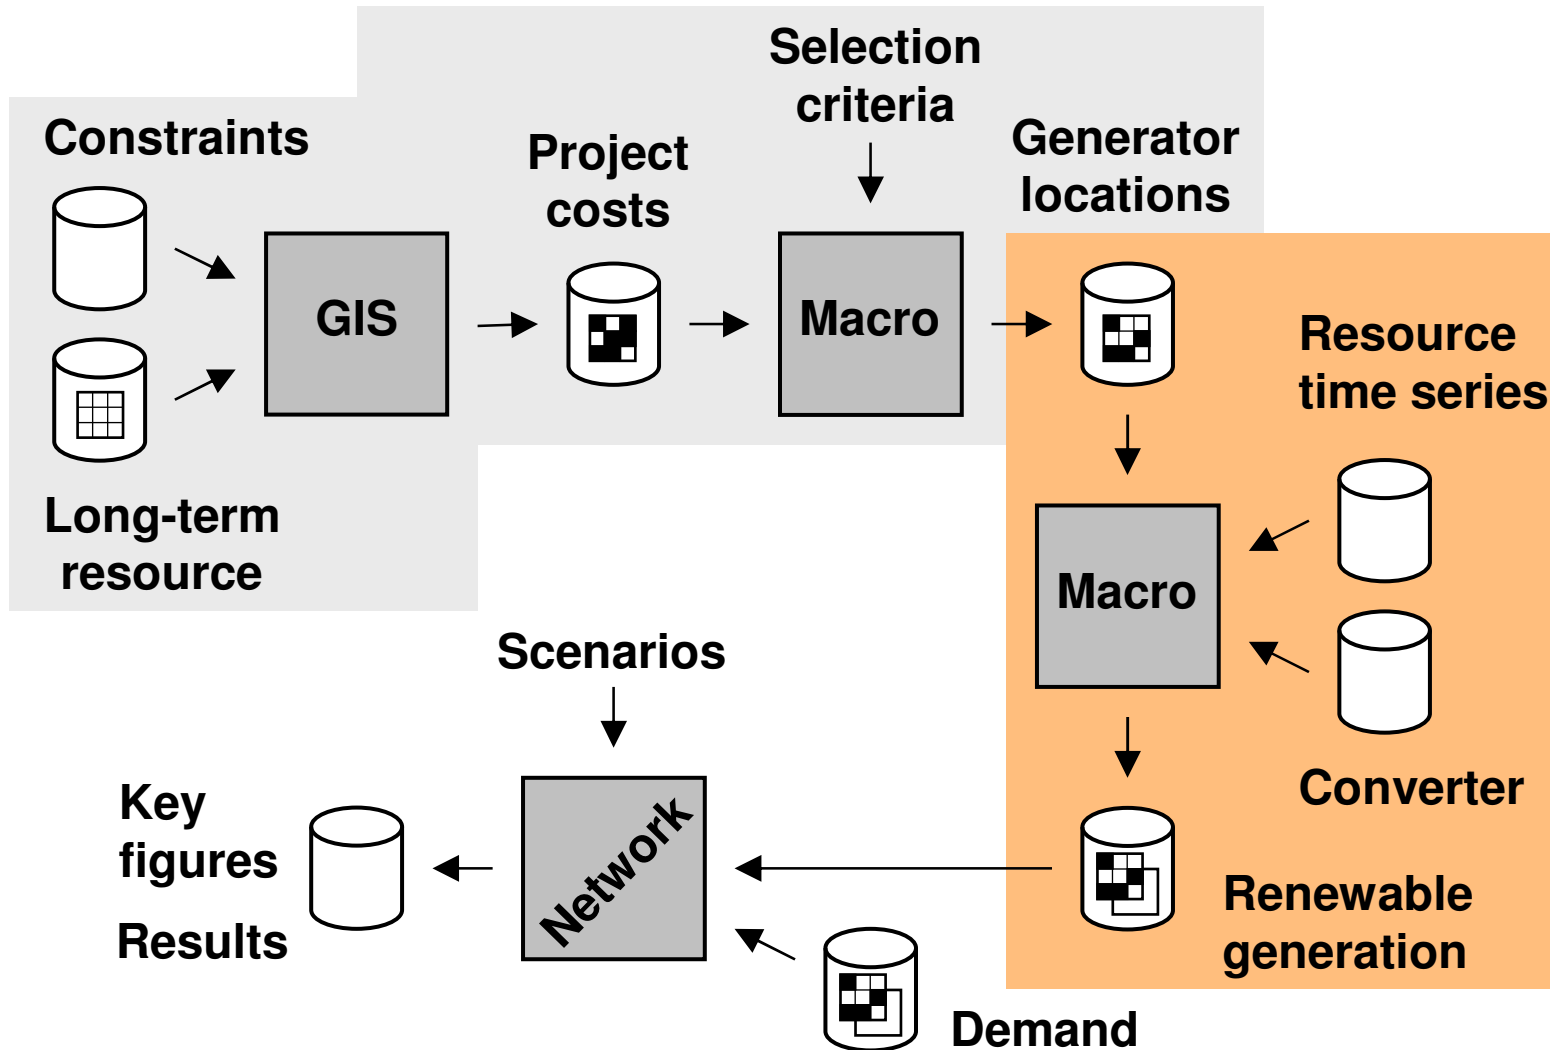 Selection
criteria
Constraints
Project
costs
Generator
locations
GIS
Macro
Resource
time series
Long-term
resource
Macro
Scenarios
Converter
Key
figures
Results
Network
Renewable
generation
Demand